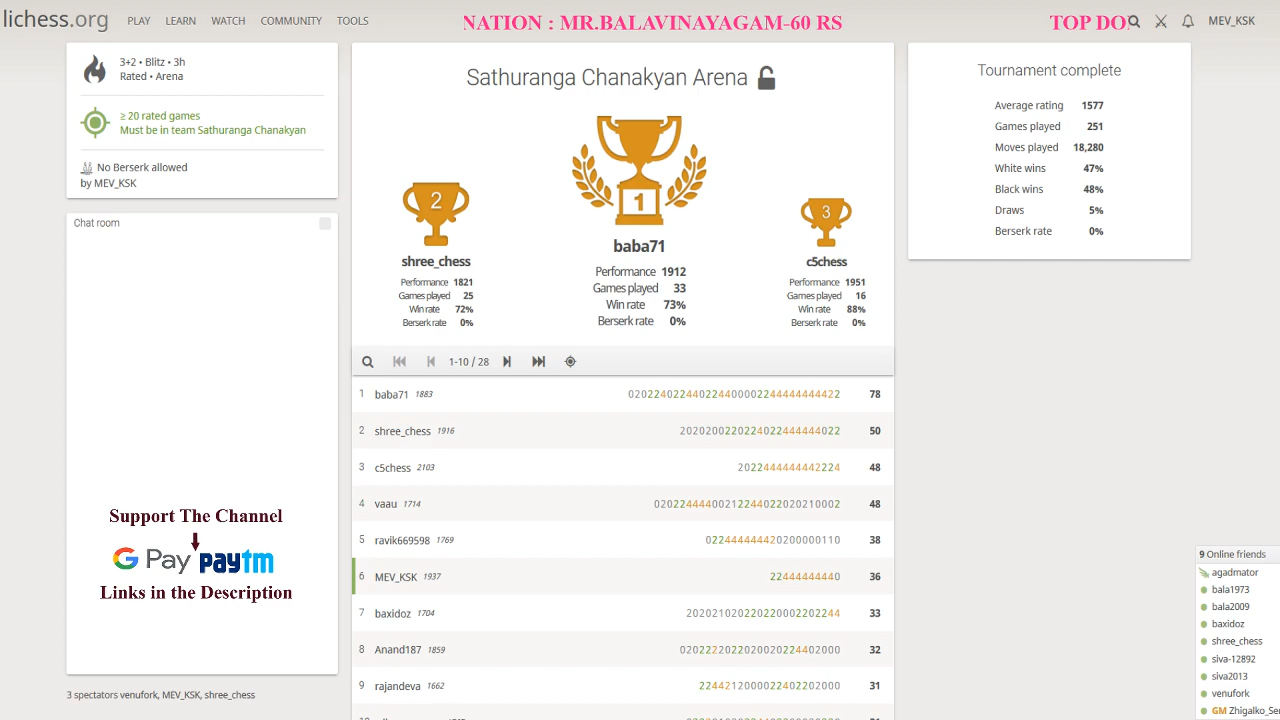 lichess.org PLAY LEARN WATCH COMMUNITY TOOLS NATION : MR.BALAVINAYAGAM-60 RS TOP DO MEV_KSK
3+2 • Blitz • 3h
Rated • Arena
≥ 20 rated games
Must be in team Sathuranga Chanakyan
No Berserk allowed
by MEV_KSK
Chat room
Support The Channel
G Pay paytm
Links in the Description
3 spectators venufork, MEV_KSK, shree_chess
Sathuranga Chanakyan Arena
2
shree_chess
Performance 1821
Games played 25
Win rate 72%
Berserk rate 0%
1
baba71
Performance 1912
Games played 33
Win rate 73%
Berserk rate 0%
3
c5chess
Performance 1951
Games played 16
Win rate 88%
Berserk rate 0%
1-10 / 28
1 baba71 1883 020224022440224400002244444444422 78
2 shree_chess 1916 2020200220224022444444022 50
3 c5chess 2103 2022444444442224 48
4 vaau 1714 02022444400212244022020210002 48
5 ravik669598 1769 022444444420200000110 38
6 MEV_KSK 1937 22444444440 36
7 baxidoz 1704 202021020220220002202244 33
8 Anand187 1859 0202222022020020224402000 32
9 rajandeva 1662 2244212000022402202000 31
Tournament complete
Average rating 1577
Games played 251
Moves played 18,280
White wins 47%
Black wins 48%
Draws 5%
Berserk rate 0%
9 Online friends
agadmator
bala1973
bala2009
baxidoz
shree_chess
siva-12892
siva2013
venufork
GM Zhigalko_Se